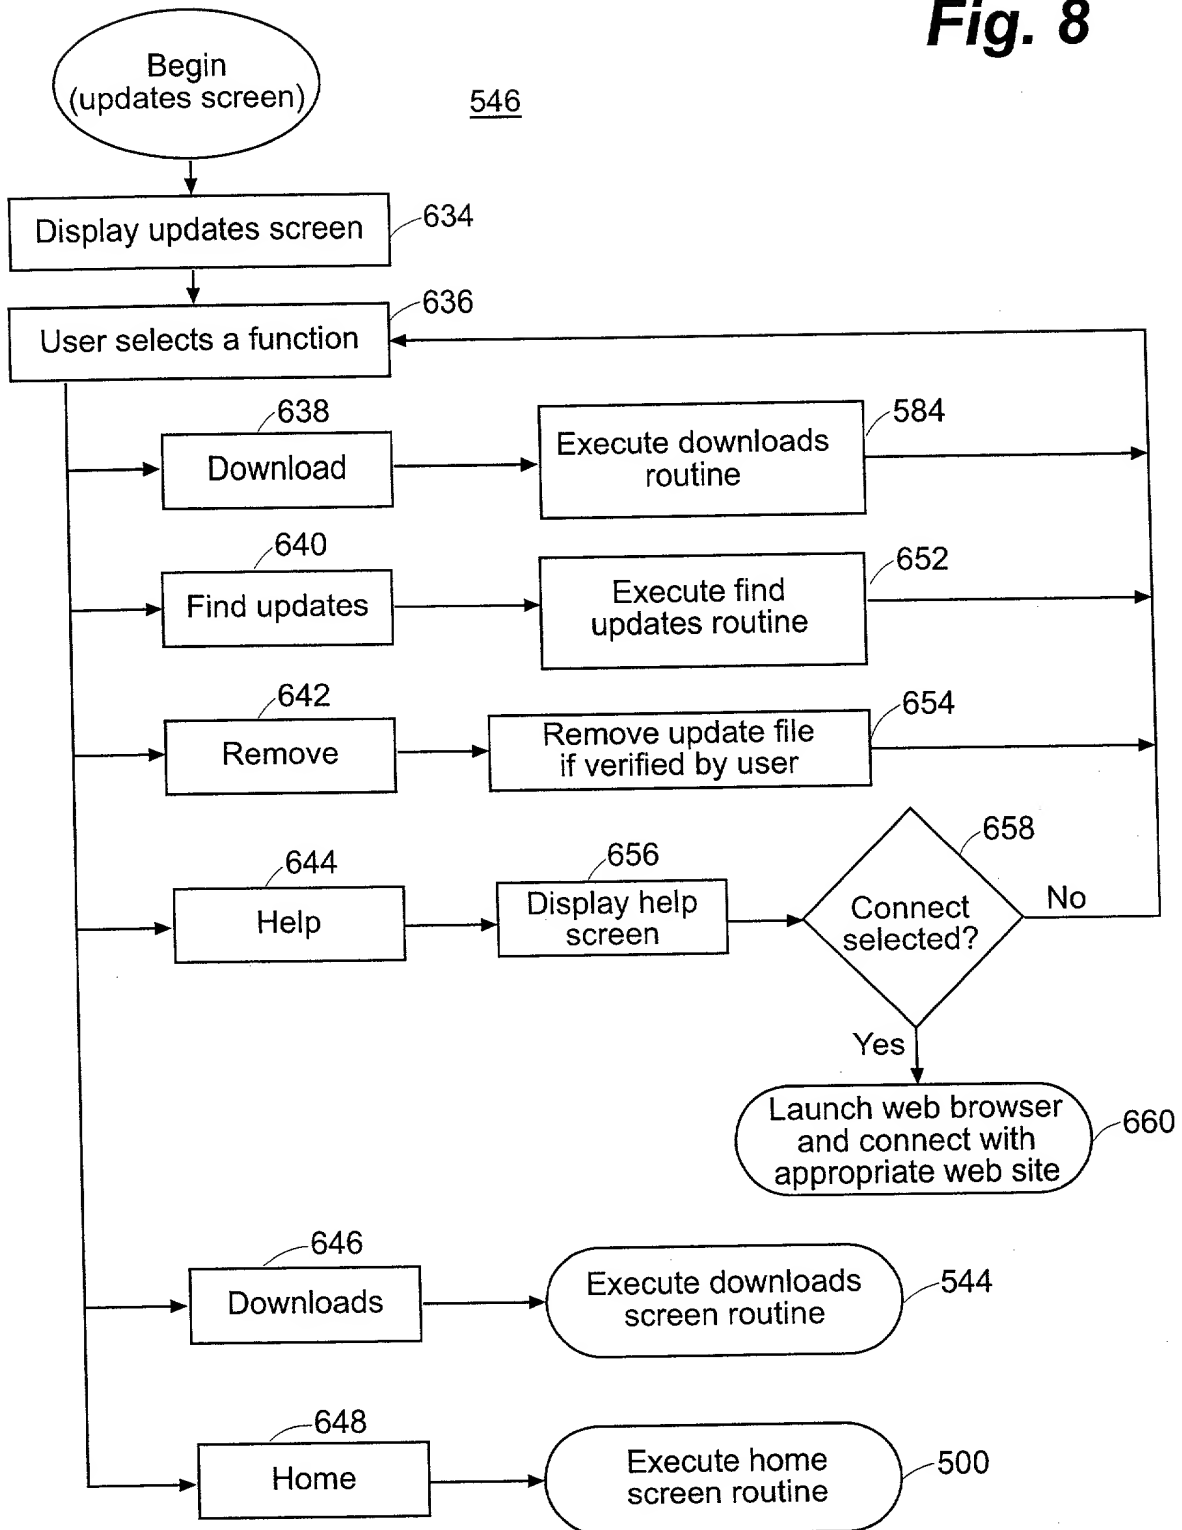 Fig. 8
Begin
(updates screen)
546
Display updates screen
634
636
User selects a function
638
Download
Execute downloads
routine
584
640
Find updates
Execute find
updates routine
652
642
Remove
Remove update file
if verified by user
654
644
Help
656
Display help
screen
658
Connect
selected?
No
Yes
Launch web browser
and connect with
appropriate web site
660
646
Downloads
Execute downloads
screen routine
544
648
Home
Execute home
screen routine
500